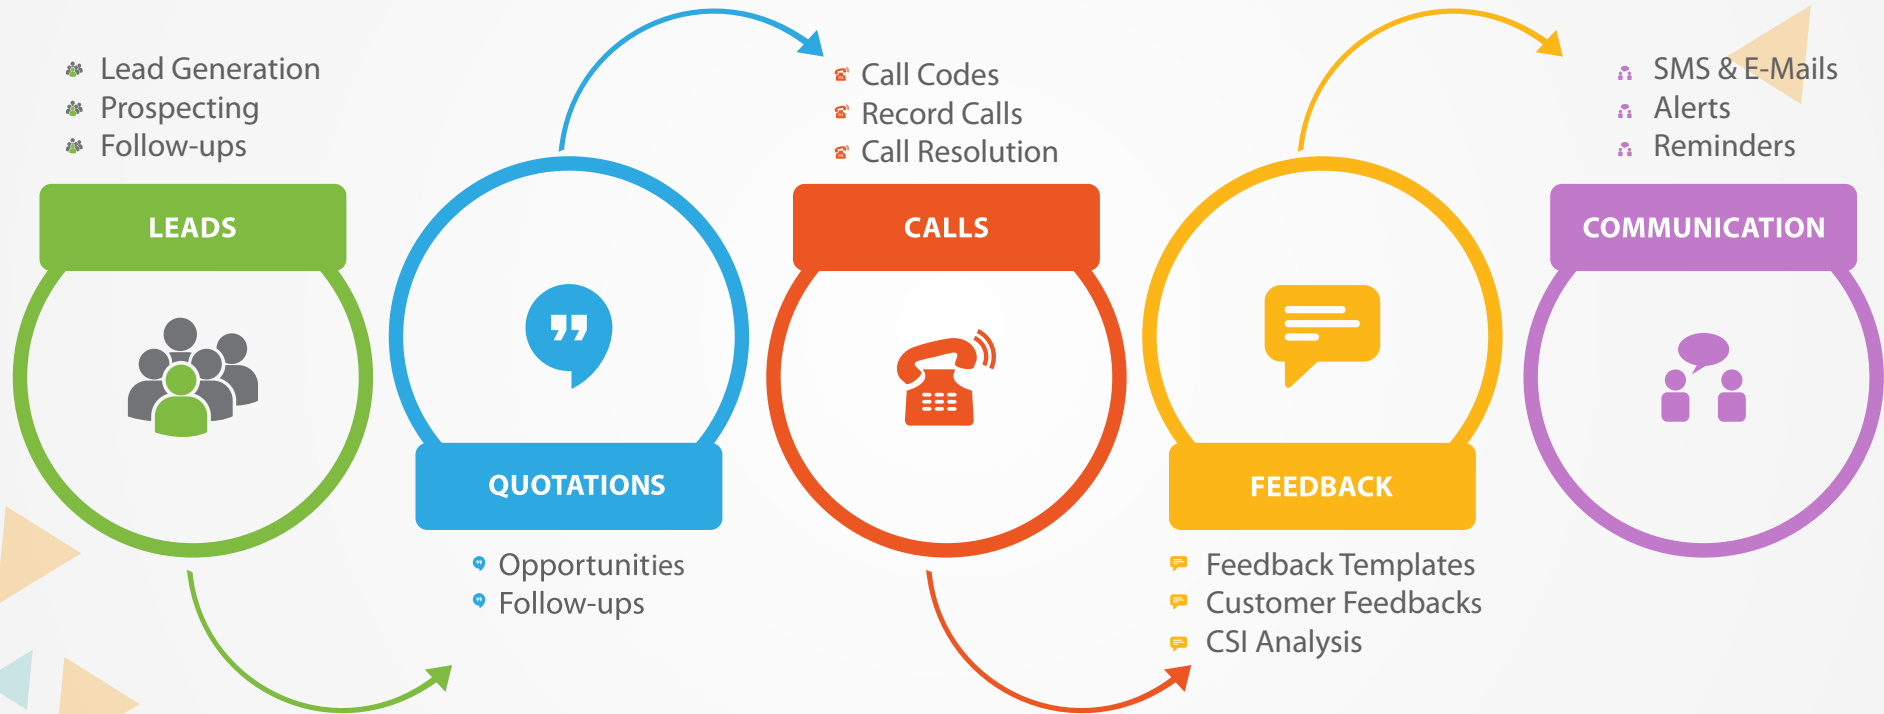 Lead Generation
Prospecting
Follow-ups
LEADS
QUOTATIONS
Opportunities
Follow-ups
Call Codes
Record Calls
Call Resolution
CALLS
FEEDBACK
Feedback Templates
Customer Feedbacks
CSI Analysis
SMS & E-Mails
Alerts
Reminders
COMMUNICATION